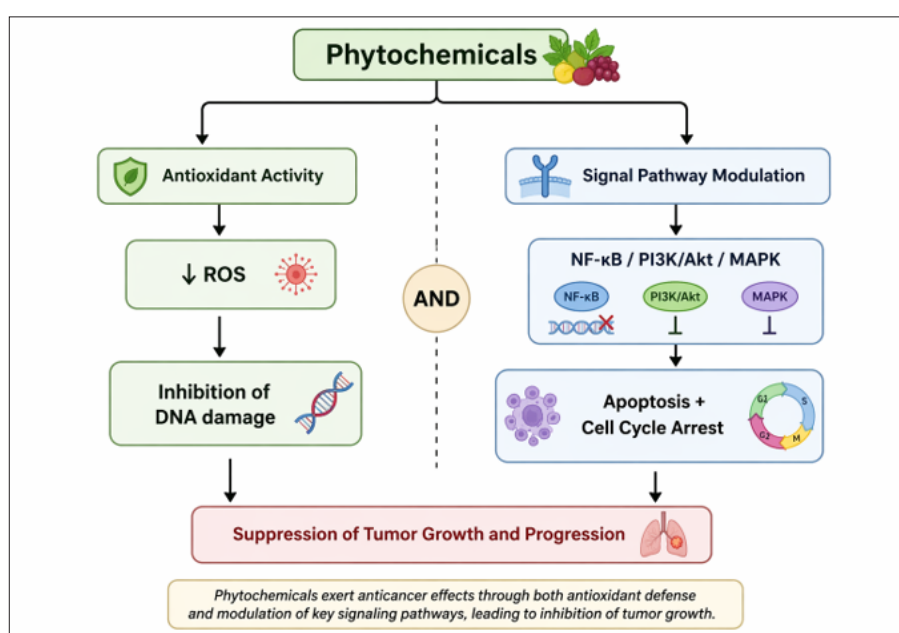 Phytochemicals
Antioxidant Activity
↓ ROS
Inhibition of
DNA damage
AND
Signal Pathway Modulation
NF-κB / PI3K/Akt / MAPK
NF-κB
PI3K/Akt
MAPK
Apoptosis +
Cell Cycle Arrest
G1
S
G2
M
Suppression of Tumor Growth and Progression
Phytochemicals exert anticancer effects through both antioxidant defense
and modulation of key signaling pathways, leading to inhibition of tumor growth.